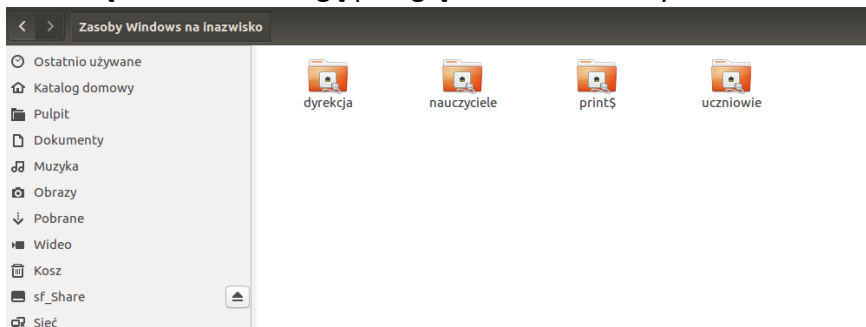 Zasoby Windows na inazwisko
Ostatnio używane
Katalog domowy
Pulpit
Dokumenty
Muzyka
Obrazy
Pobrane
Wideo
Kosz
sf_Share
Sieć
dyrekcja
nauczyciele
print$
uczniowie